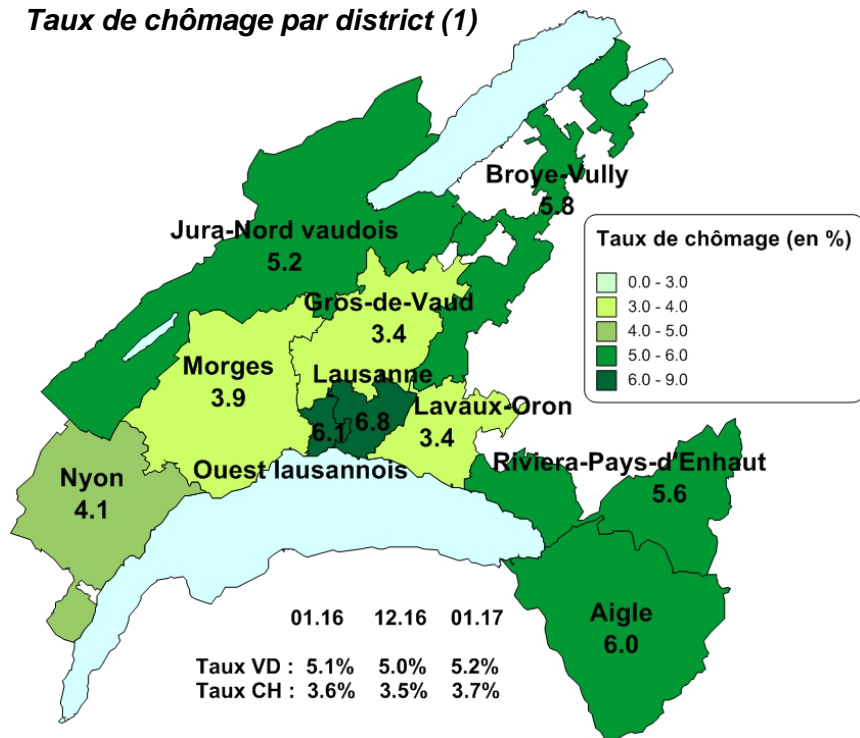 Taux de chômage par district (1)
Broye-Vully
5.8
Jura-Nord vaudois
5.2
Taux de chômage (en %)
0.0 - 3.0
3.0 - 4.0
4.0 - 5.0
5.0 - 6.0
6.0 - 9.0
Gros-de-Vaud
3.4
Morges
3.9
Lausanne
6.8
6.1
Ouest lausannois
Lavaux-Oron
3.4
Riviera-Pays-d'Enhaut
5.6
Nyon
4.1
Aigle
6.0
01.16 12.16 01.17
Taux VD : 5.1% 5.0% 5.2%
Taux CH : 3.6% 3.5% 3.7%